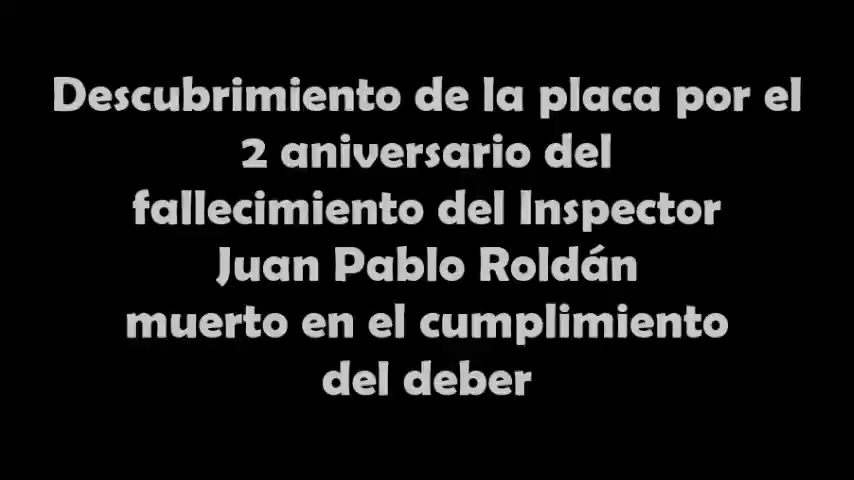 Descubrimiento de la placa por el
2 aniversario del
fallecimiento del Inspector
Juan Pablo Roldán
muerto en el cumplimiento
del deber